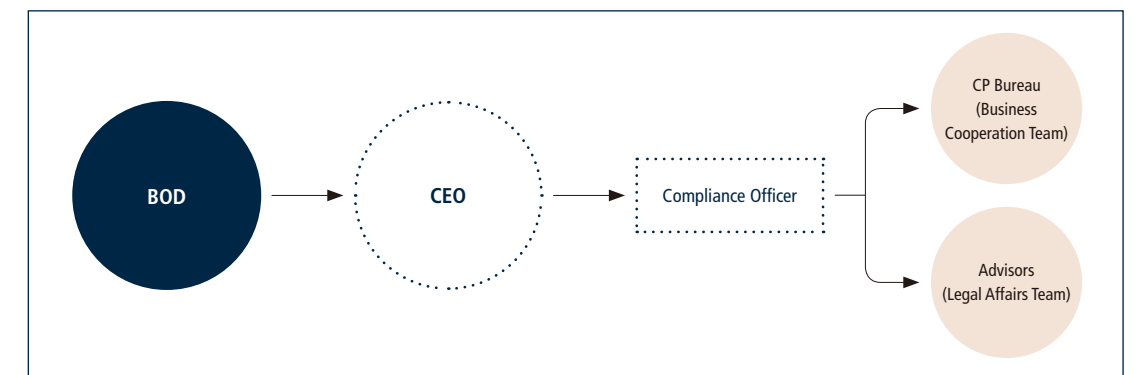 BOD
CEO
Compliance Officer
CP Bureau
(Business
Cooperation Team)
Advisors
(Legal Affairs Team)